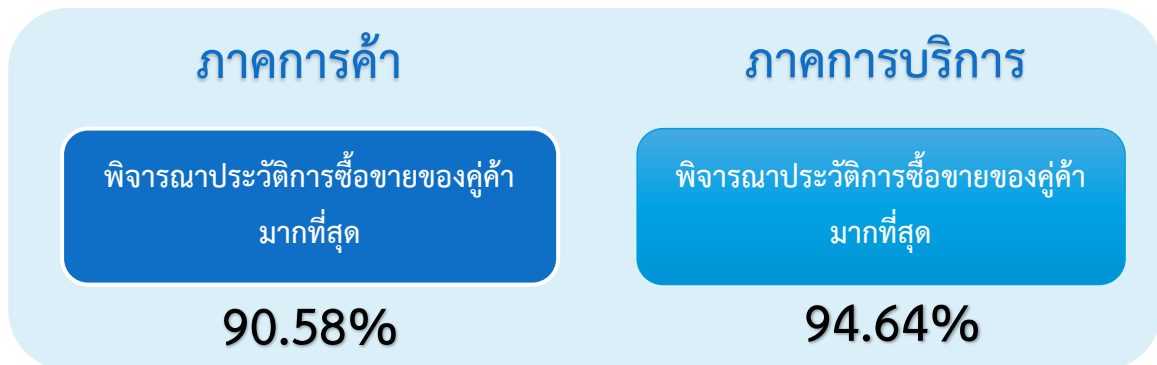 ภาคการค้า
พิจารณาประวัติการซื้อขายของคู่ค้า
มากที่สุด
90.58%
ภาคการบริการ
พิจารณาประวัติการซื้อขายของคู่ค้า
มากที่สุด
94.64%